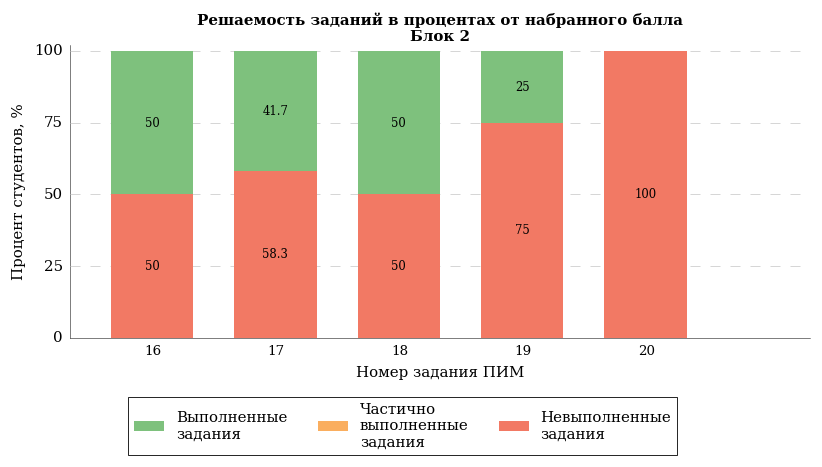 Решаемость заданий в процентах от набранного балла
Блок 2
Процент студентов, %
100
75
50
25
0
50
41.7
50
25
50
58.3
50
75
100
16
17
18
19
20
Номер задания ПИМ
Выполненные
задания
Частично
выполненные
задания
Невыполненные
задания